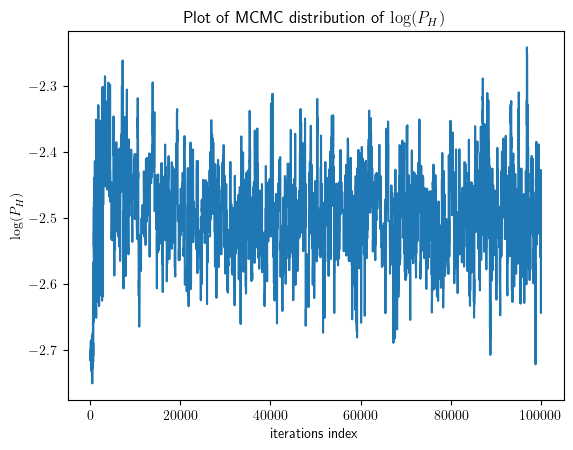 Plot of MCMC distribution of log(P_H)
−2.3
−2.4
−2.5
−2.6
−2.7
log(P_H)
0 20000 40000 60000 80000 100000
iterations index